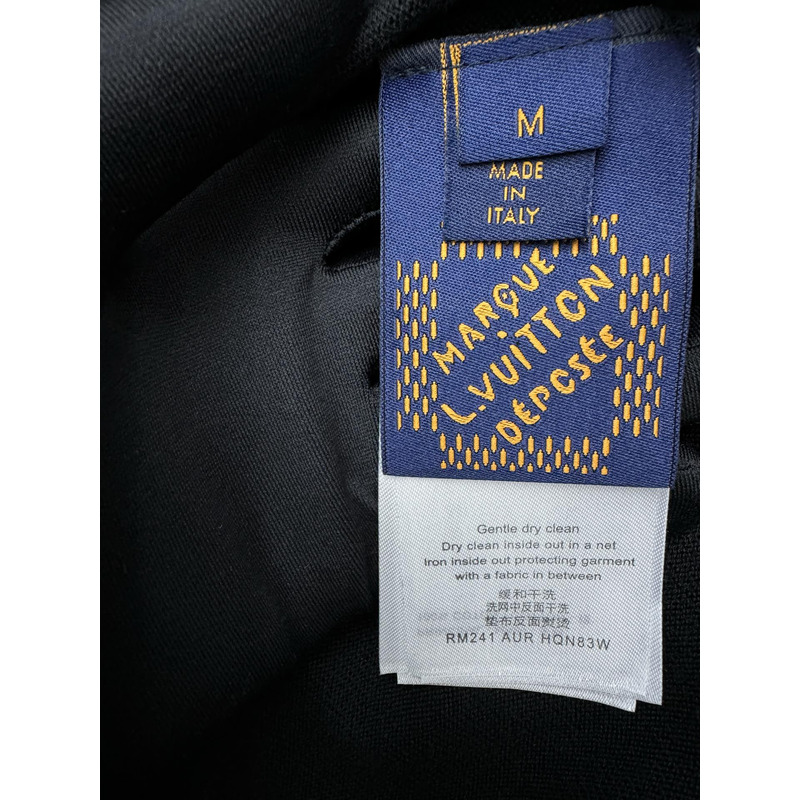 M
MADE
IN
ITALY
MARQUE
L.VUITTON
DÉPOSÉE
Gentle dry clean
Dry clean inside out in a net
Iron inside out protecting garment
with a fabric in between
缓和干洗
洗网中反面干洗
垫布反面熨烫
RM241 AUR HQN83W